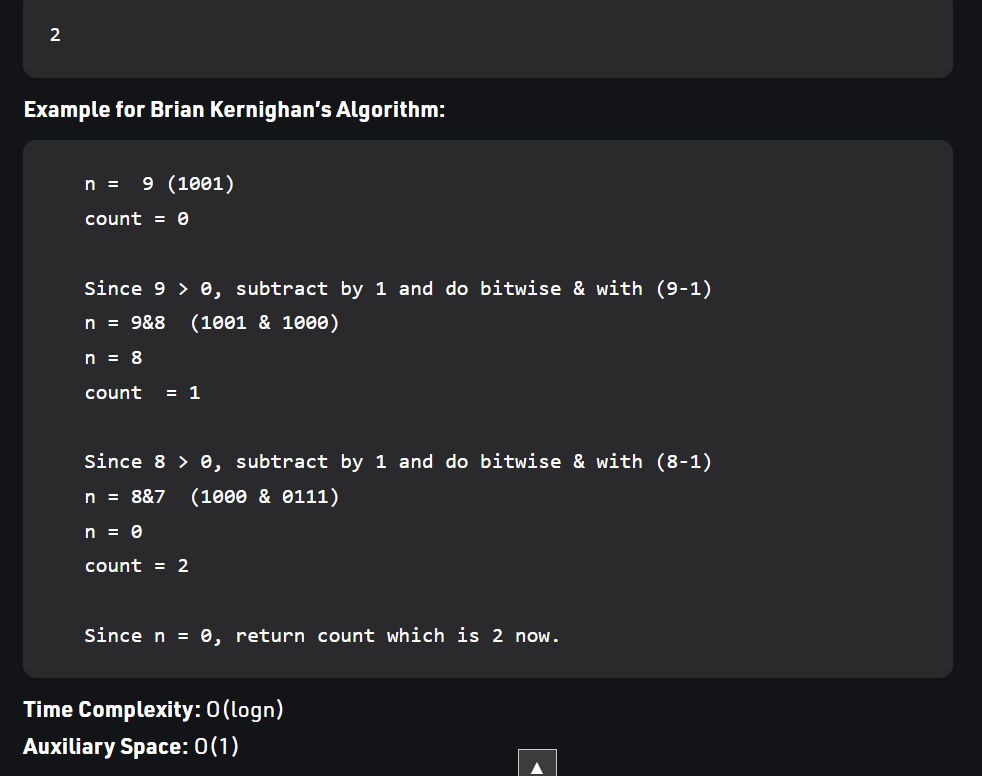 2
Example for Brian Kernighan's Algorithm:
n =  9 (1001)
count = 0
Since 9 > 0, subtract by 1 and do bitwise & with (9-1)
n = 9&8  (1001 & 1000)
n = 8
count  = 1
Since 8 > 0, subtract by 1 and do bitwise & with (8-1)
n = 8&7  (1000 & 0111)
n = 0
count = 2
Since n = 0, return count which is 2 now.
Time Complexity: O(logn)
Auxiliary Space: O(1)